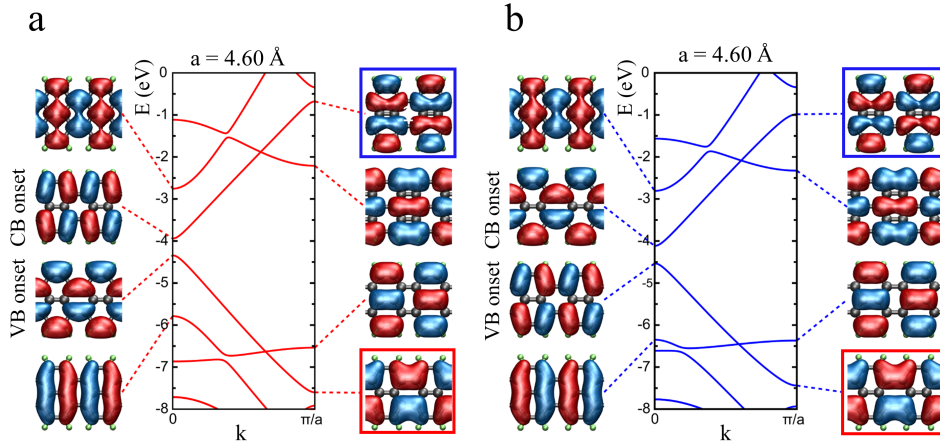 a
a = 4.60 Å
E (eV)
0
-1
-2
-3
-4
-5
-6
-7
-8
0
π/a
k
CB onset
VB onset
b
a = 4.60 Å
E (eV)
0
-1
-2
-3
-4
-5
-6
-7
-8
0
π/a
k
CB onset
VB onset